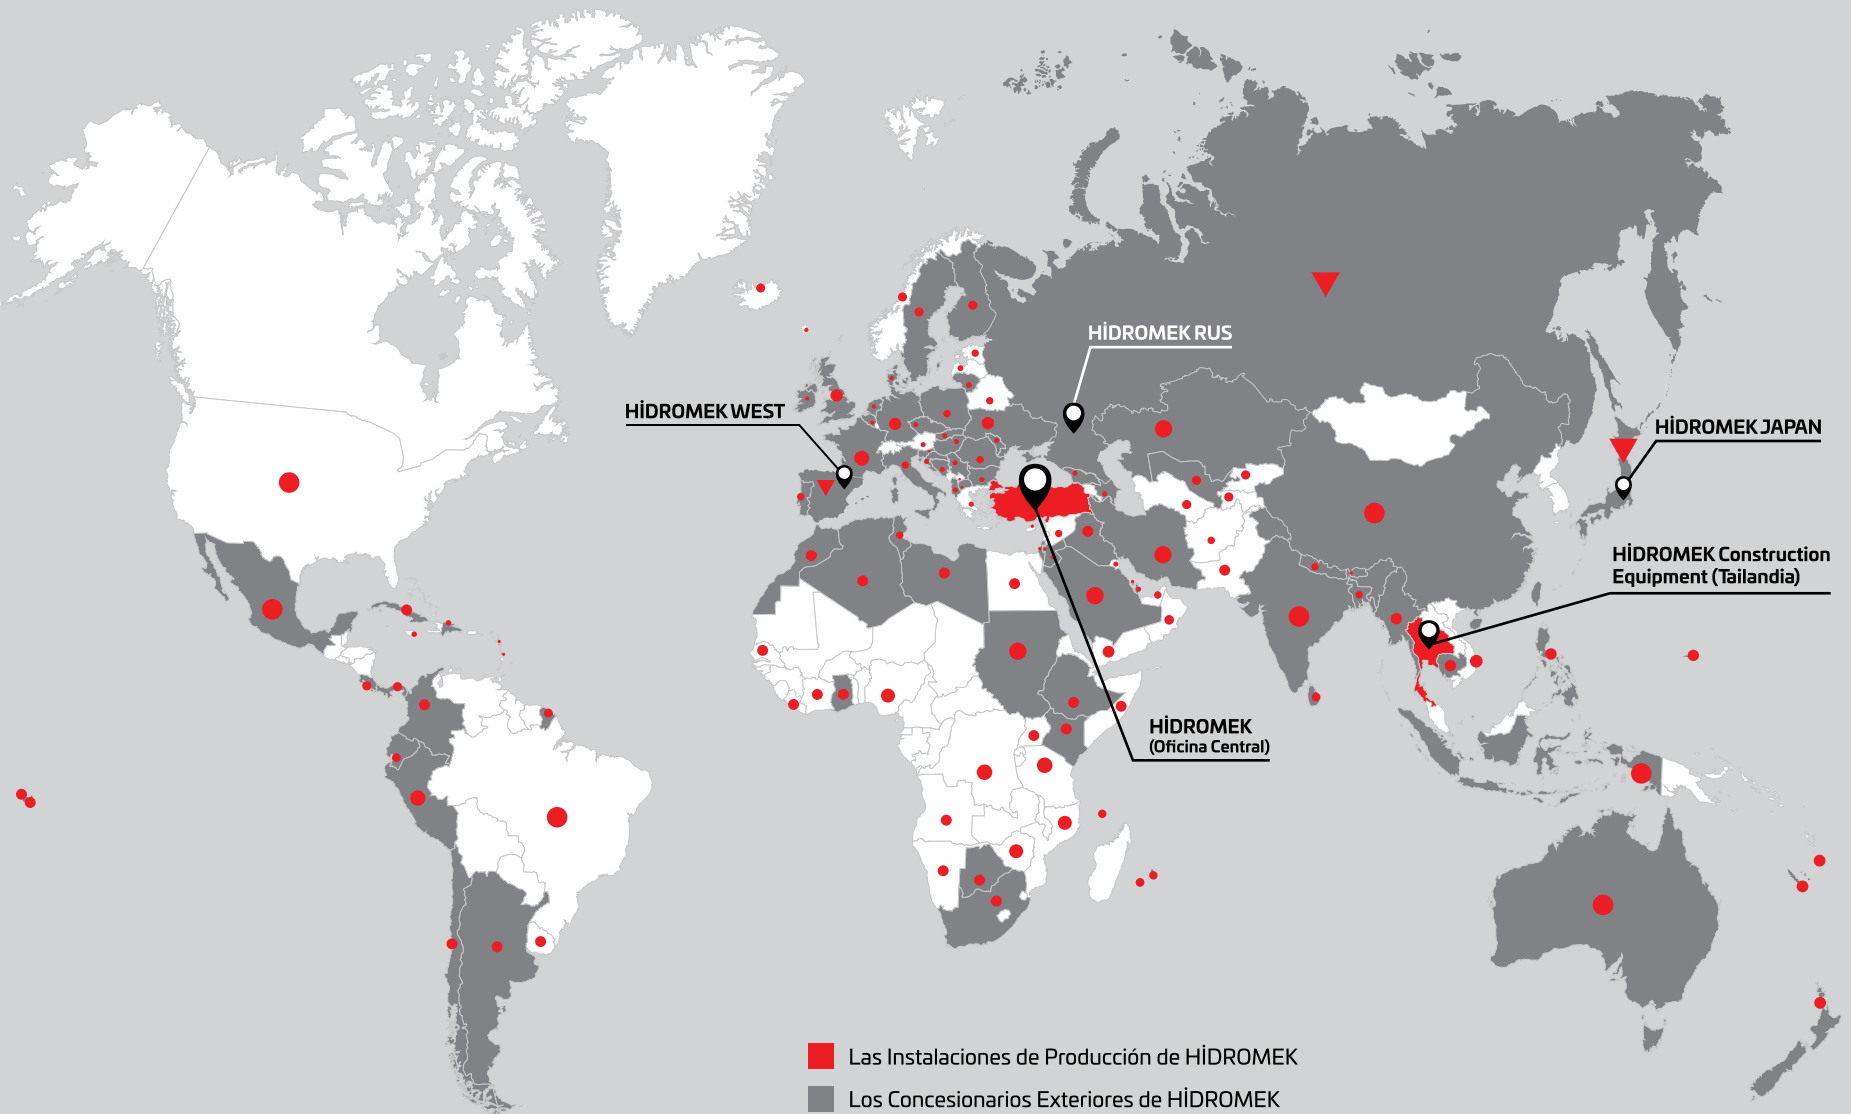 HİDROMEK RUS
HİDROMEK WEST
HİDROMEK JAPAN
HİDROMEK Construction
Equipment (Tailandia)
HİDROMEK
(Oficina Central)
Las Instalaciones de Producción de HİDROMEK
Los Concesionarios Exteriores de HİDROMEK